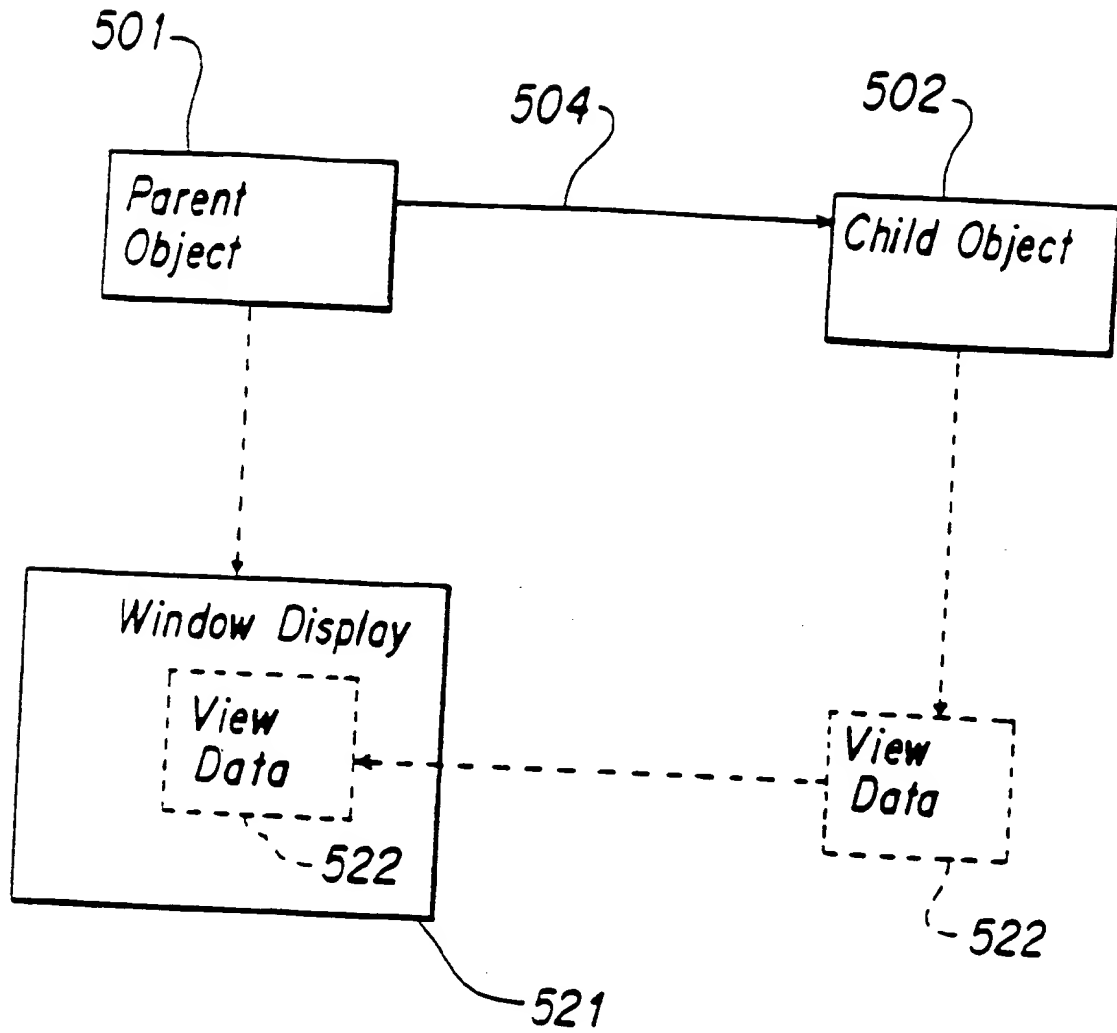 501
504
502
Parent
Object
Child Object
Window Display
View
Data
522
View
Data
522
521